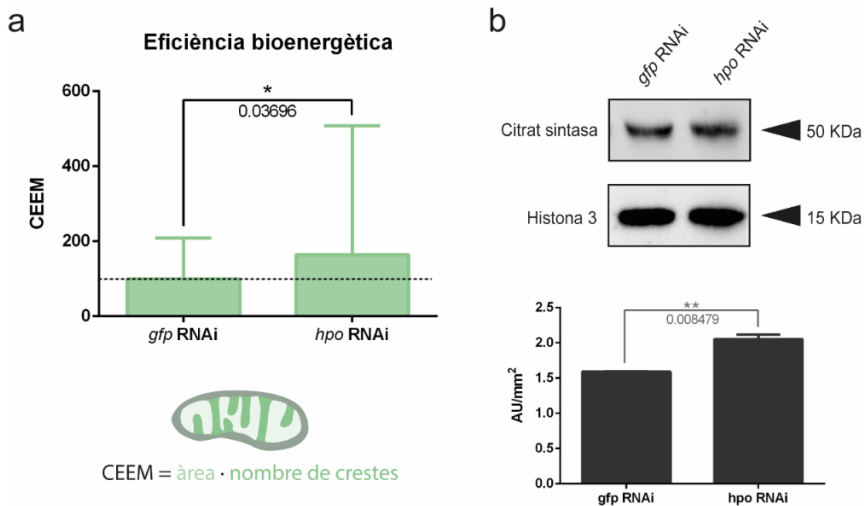 a
Eficiència bioenergètica
*
0.03696
600
400
200
0
CEEM
gfp RNAi
hpo RNAi
CEEM = àrea · nombre de crestes
b
gfp RNAi
hpo RNAi
Citrat sintasa
50 KDa
Histona 3
15 KDa
**
0.008479
2.5
2.0
1.5
1.0
0.5
0.0
AU/mm²
gfp RNAi
hpo RNAi